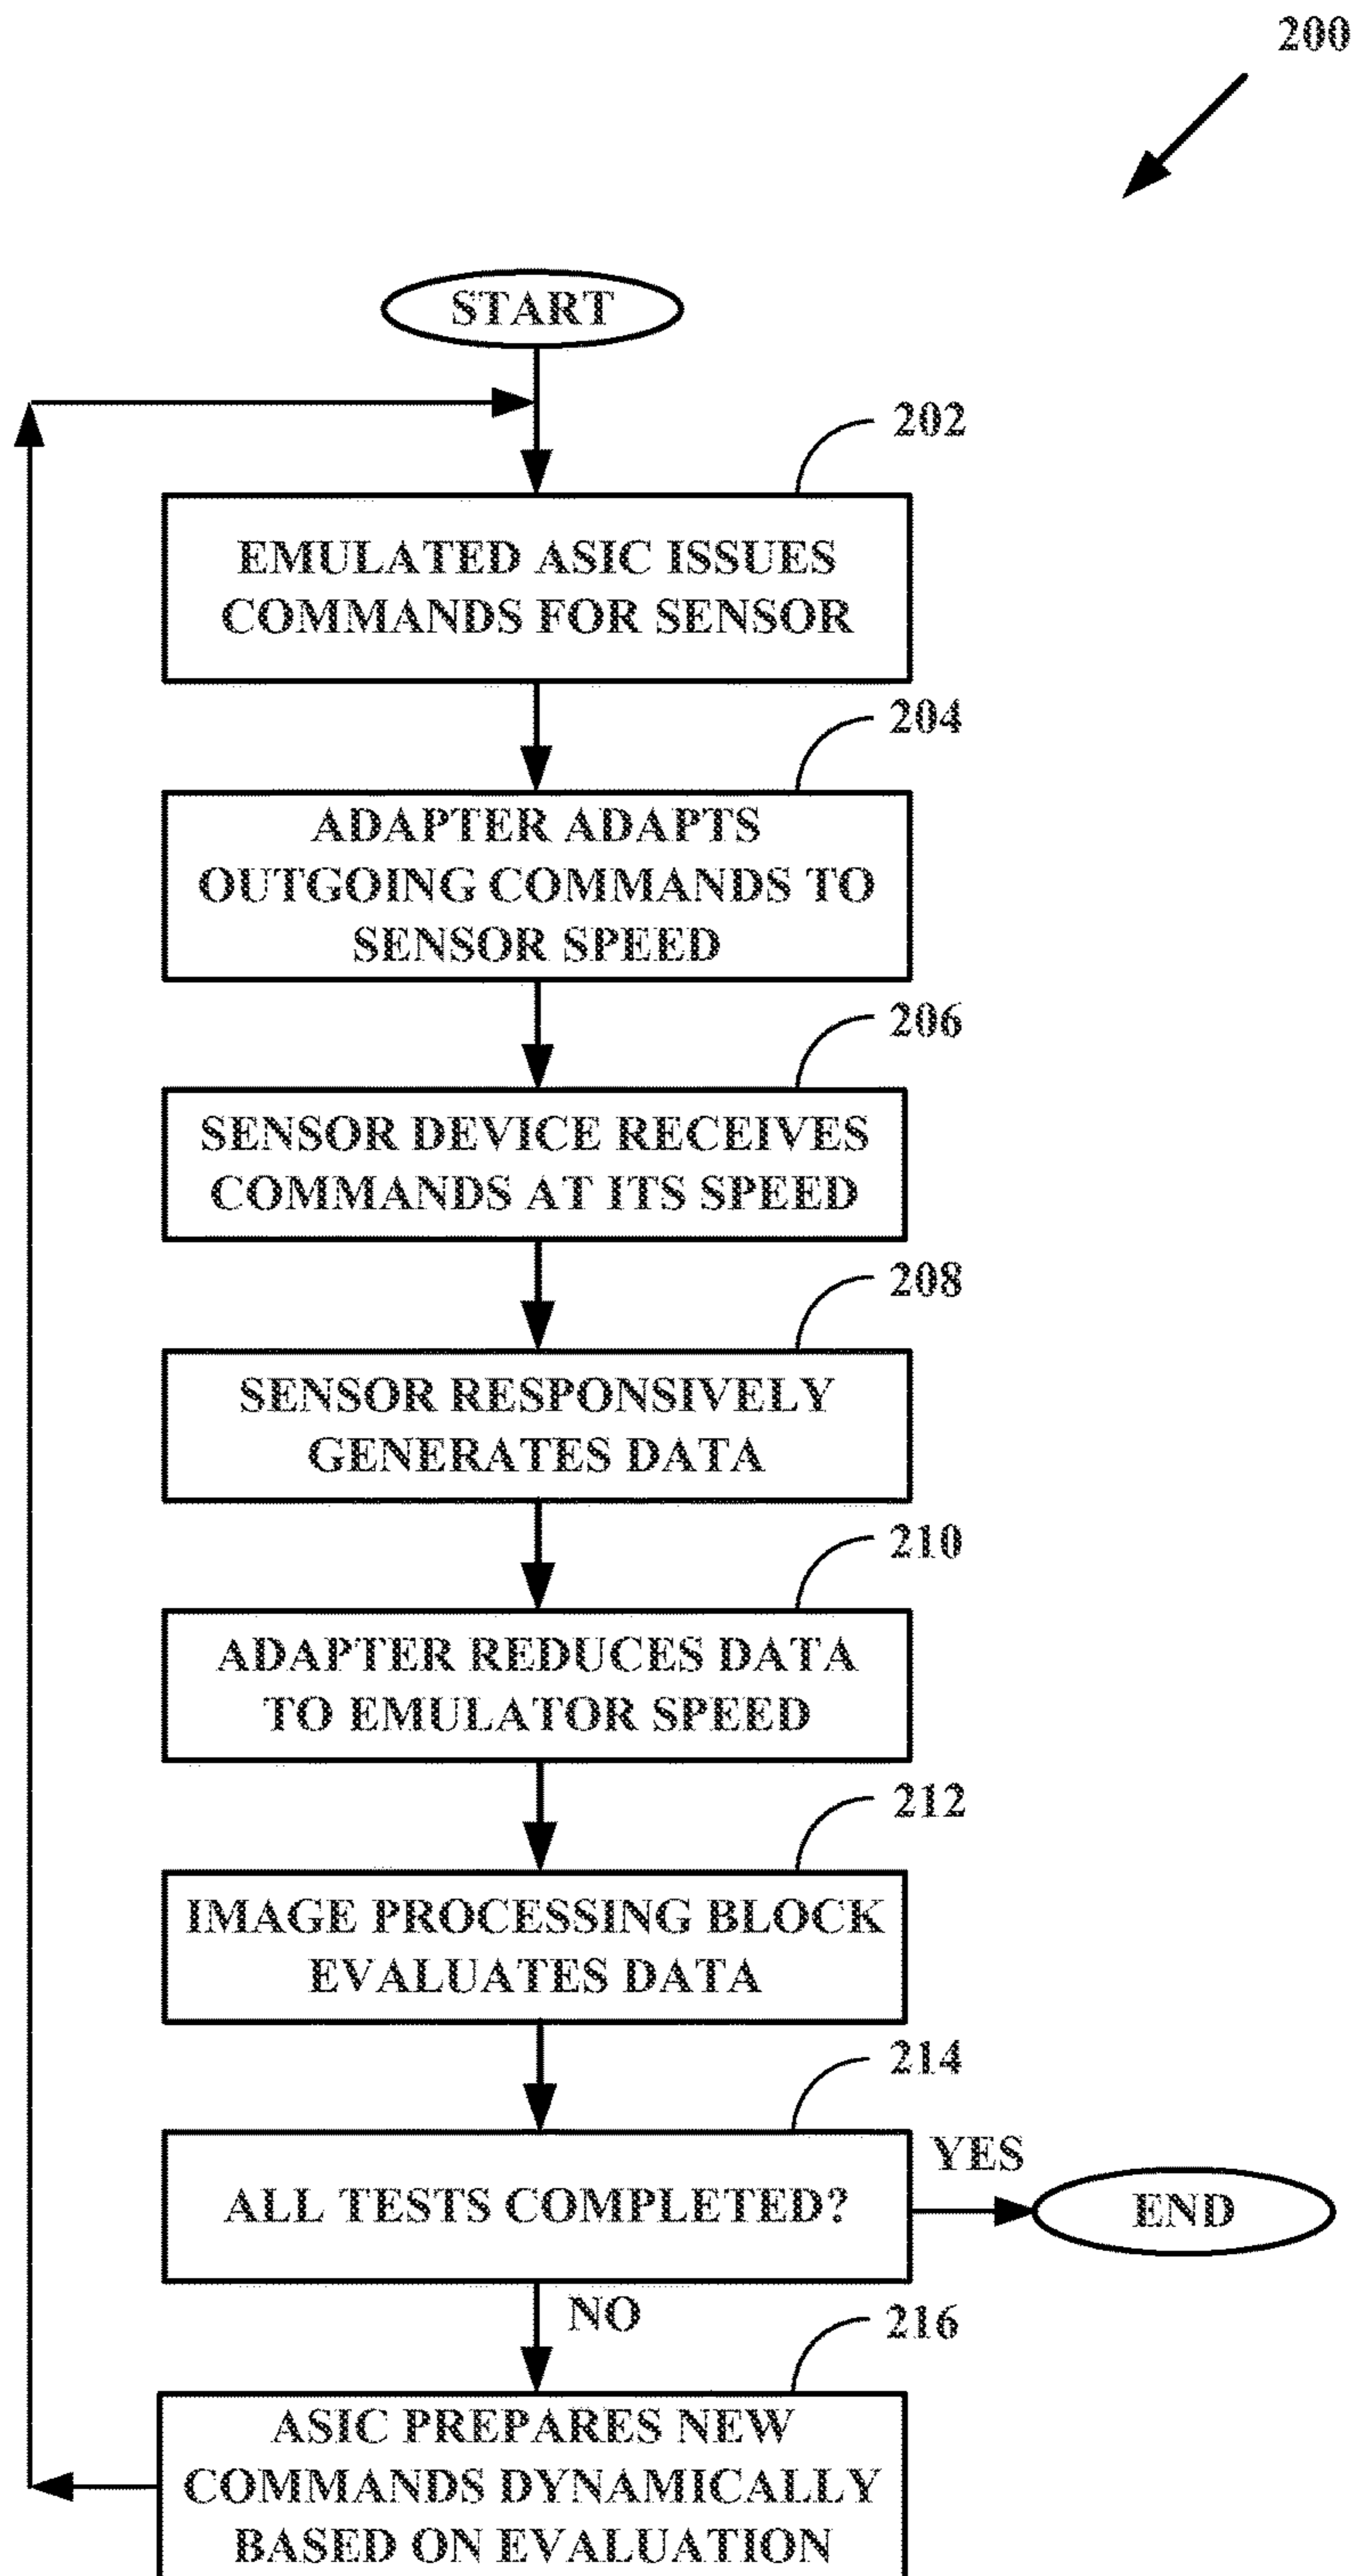 200
START
202
EMULATED ASIC ISSUES
COMMANDS FOR SENSOR
204
ADAPTER ADAPTS
OUTGOING COMMANDS TO
SENSOR SPEED
206
SENSOR DEVICE RECEIVES
COMMANDS AT ITS SPEED
208
SENSOR RESPONSIVELY
GENERATES DATA
210
ADAPTER REDUCES DATA
TO EMULATOR SPEED
212
IMAGE PROCESSING BLOCK
EVALUATES DATA
214
ALL TESTS COMPLETED?
YES
END
NO
216
ASIC PREPARES NEW
COMMANDS DYNAMICALLY
BASED ON EVALUATION